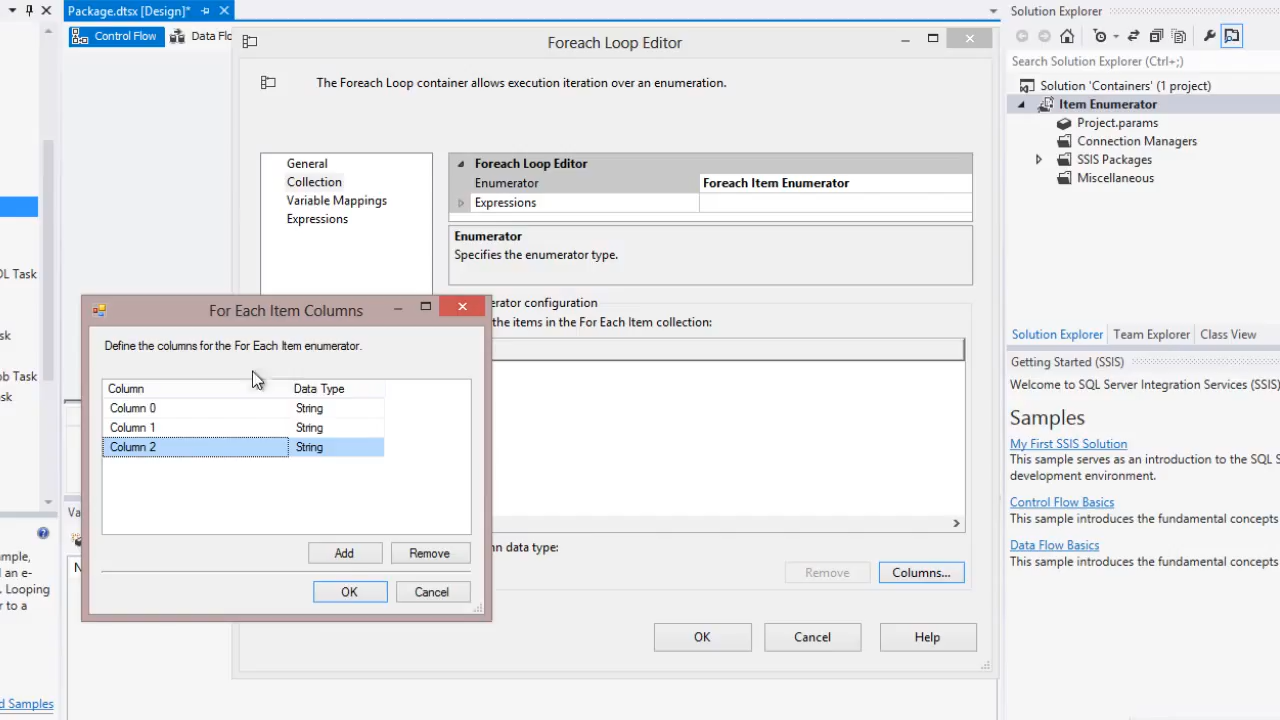 Package.dtsx [Design]*
Control Flow
Data Flo
Foreach Loop Editor
The Foreach Loop container allows execution iteration over an enumeration.
General
Collection
Variable Mappings
Expressions
Foreach Loop Editor
Enumerator
Foreach Item Enumerator
Expressions
Enumerator
Specifies the enumerator type.
erator configuration
the items in the For Each Item collection:
n data type:
Remove
Columns...
OK
Cancel
Help
For Each Item Columns
Define the columns for the For Each Item enumerator.
Column
Data Type
Column 0
String
Column 1
String
Column 2
String
Add
Remove
OK
Cancel
Solution Explorer
Search Solution Explorer (Ctrl+;)
Solution 'Containers' (1 project)
Item Enumerator
Project.params
Connection Managers
SSIS Packages
Miscellaneous
Solution Explorer
Team Explorer
Class View
Getting Started (SSIS)
Welcome to SQL Server Integration Services (SSIS)
Samples
My First SSIS Solution
This sample serves as an introduction to the SQL S
development environment.
Control Flow Basics
This sample introduces the fundamental concepts
Data Flow Basics
This sample introduces the fundamental concepts
L Task
sk
ob Task
sk
Va
N
mple,
d an e-
. Looping
r to a
d Samples